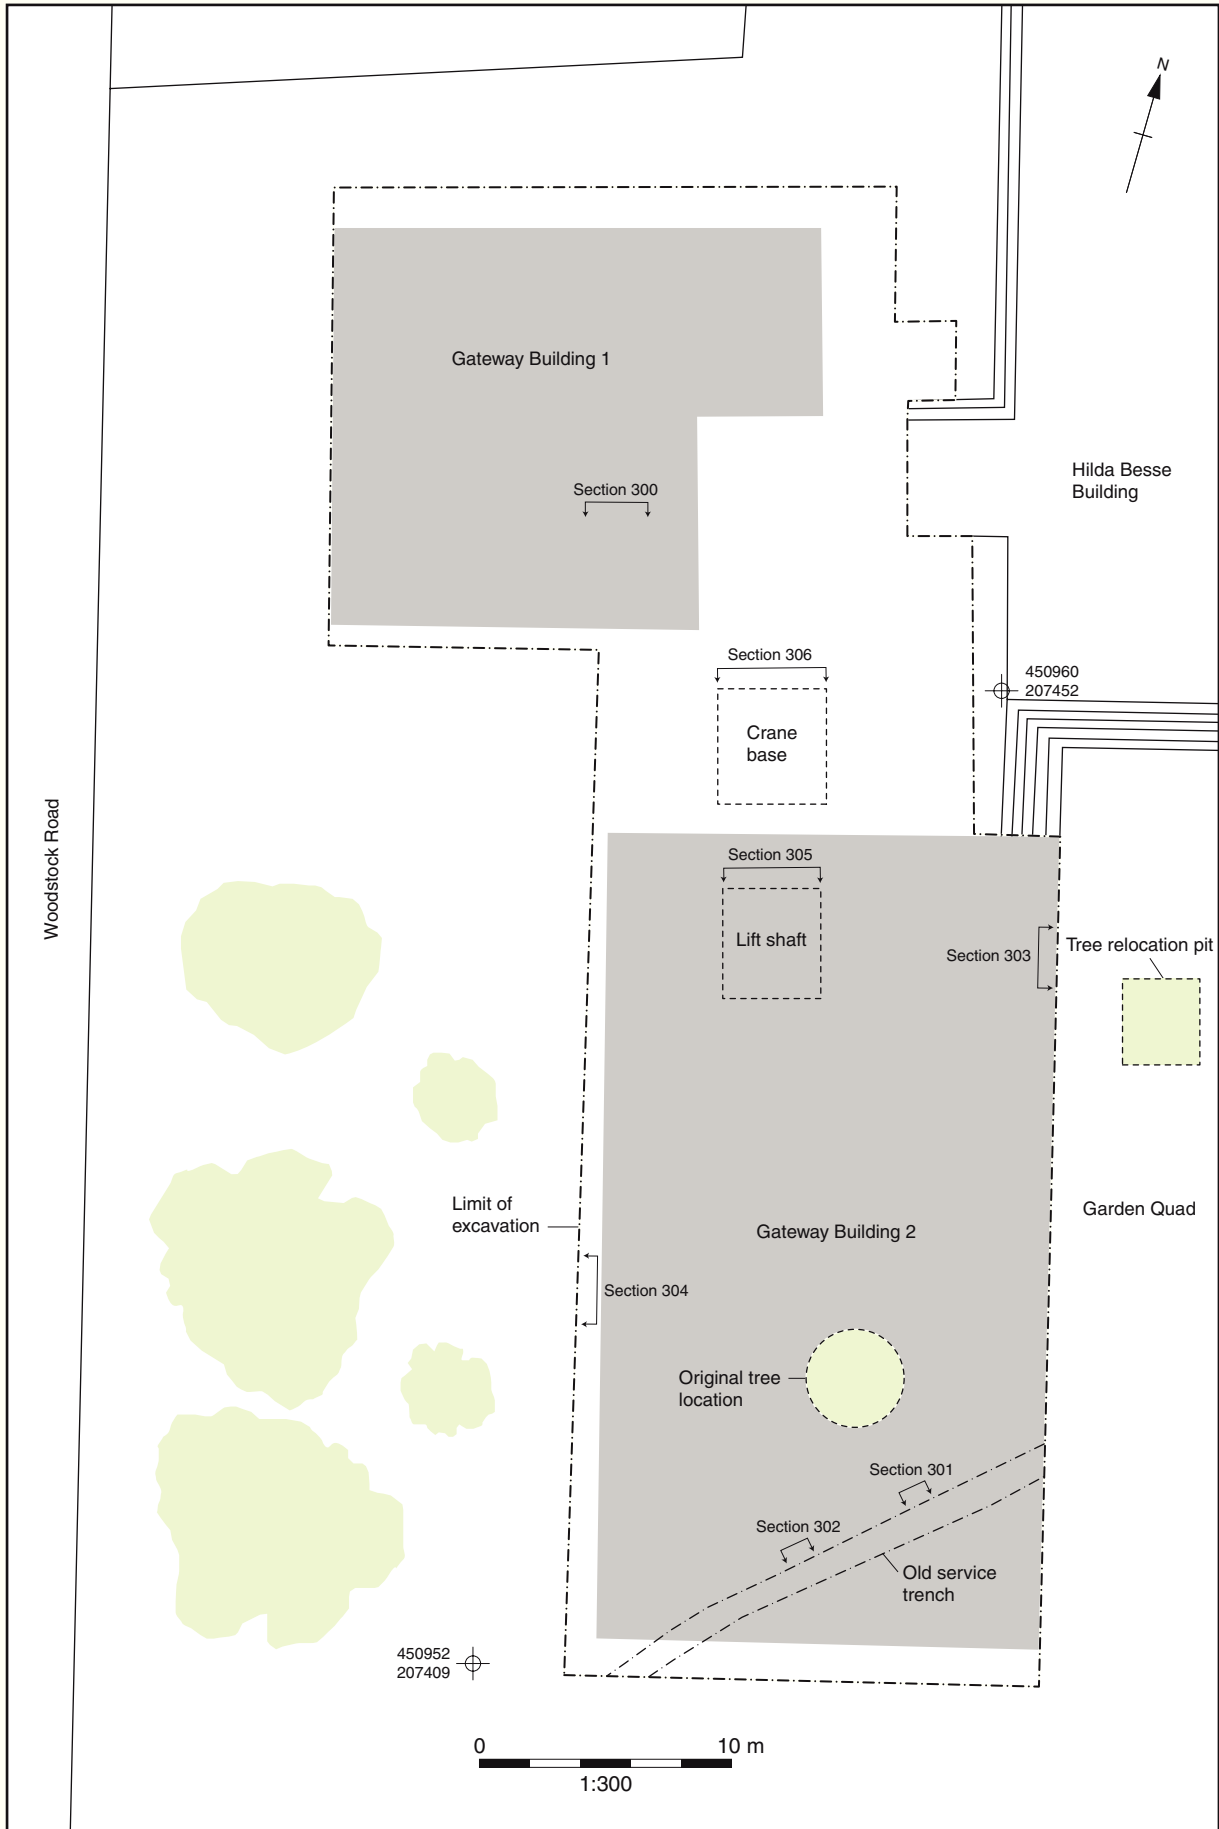 N
Gateway Building 1
Hilda Besse
Building
Section 300
Section 306
450960
207452
Crane
base
Woodstock Road
Section 305
Lift shaft
Section 303
Tree relocation pit
Limit of
excavation
Garden Quad
Gateway Building 2
Section 304
Original tree
location
Section 301
Section 302
Old service
trench
450952
207409
0 10 m
1:300